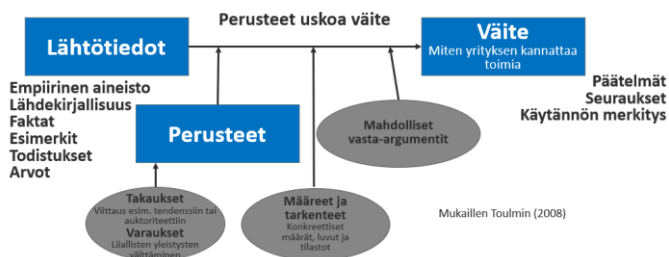 Perusteet uskoa väite
Lähtötiedot
Väite
Miten yrityksen kannattaa
toimia
Empiirinen aineisto
Lähdekirjallisuus
Faktat
Esimerkit
Todistukset
Arvot
Perusteet
Mahdolliset
vasta-argumentit
Päätelmät
Seuraukset
Käytännön merkitys
Takaukset
Viittaus esim. tendenssiin tai
auktoriteettiin
Varaukset
Liiallisten yleistysten
välttäminen
Määreet ja
tarkenteet
Konkreettiset
määrät, luvut ja
tilastot
Mukaillen Toulmin (2008)